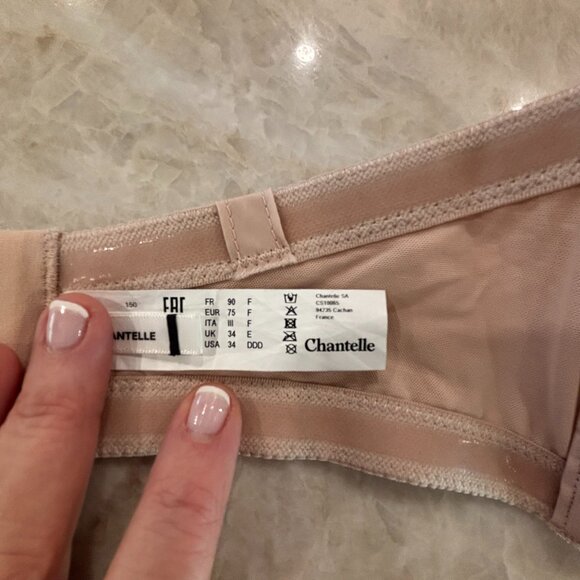 150
EAC
ANTELLE
FR 90 F
EUR 75 F
ITA III F
UK 34 E
USA 34 DDD
Chantelle SA
CS10065
94235 Cachan
France
Chantelle